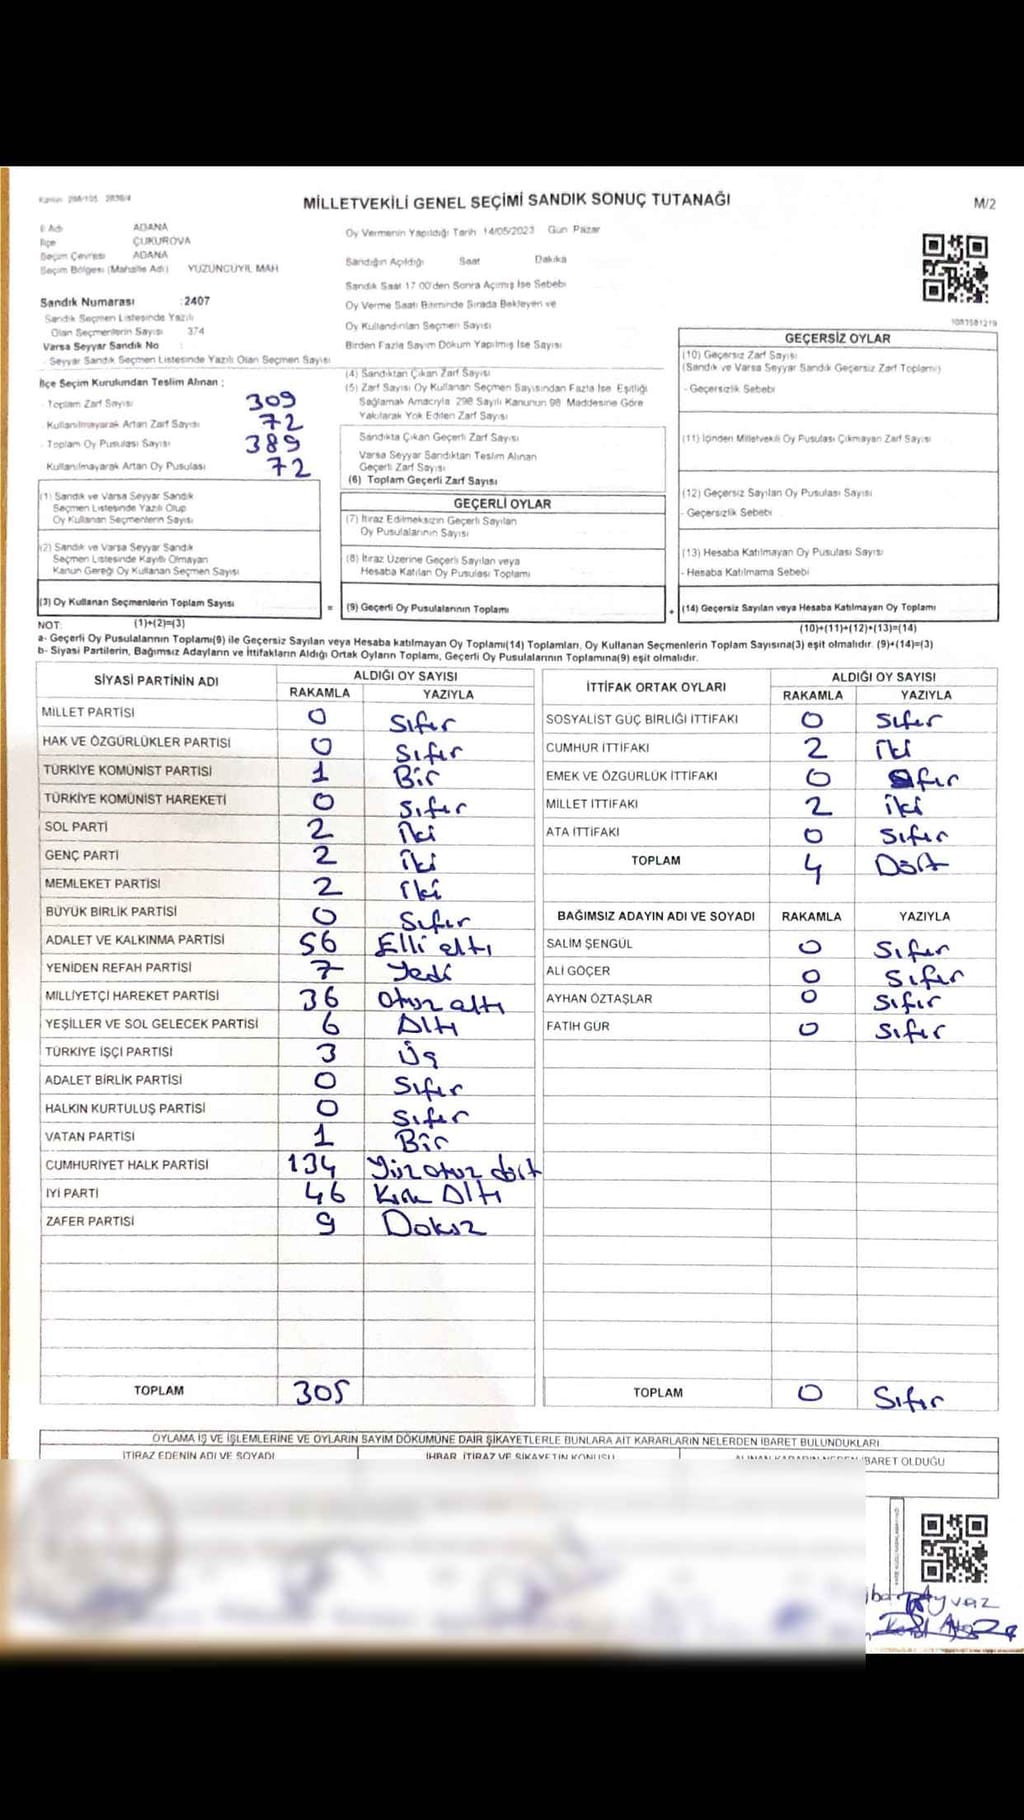 Kanun 298/105 2839/4
MİLLETVEKİLİ GENEL SEÇİMİ SANDIK SONUÇ TUTANAĞI
M/2
İl Adı ADANA
İlçe ÇUKUROVA
Seçim Çevresi ADANA
Seçim Bölgesi (Mahalle Adı) YÜZÜNCÜYIL MAH
Sandık Numarası : 2407
Sandık Seçmen Listesinde Yazılı
Olan Seçmenlerin Sayısı 374
Varsa Seyyar Sandık No :
- Seyyar Sandık Seçmen Listesinde Yazılı Olan Seçmen Sayısı
İlçe Seçim Kurulundan Teslim Alınan ;
- Toplam Zarf Sayısı 309
- Kullanılmayarak Artan Zarf Sayısı 72
- Toplam Oy Pusulası Sayısı 389
Kullanılmayarak Artan Oy Pusulası 72
Oy Vermenin Yapıldığı Tarih 14/05/2023 Gün Pazar
Sandığın Açıldığı Saat Dakika
Sandık Saat 17:00'den Sonra Açılmış İse Sebebi
Oy Verme Saati Bitiminde Sırada Bekleyen ve
Oy Kullandırılan Seçmen Sayısı
Birden Fazla Sayım Döküm Yapılmış İse Sayısı
(4) Sandıktan Çıkan Zarf Sayısı
(5) Zarf Sayısı Oy Kullanan Seçmen Sayısından Fazla İse Eşitliği
Sağlamak Amacıyla 298 Sayılı Kanunun 98 Maddesine Göre
Yakılarak Yok Edilen Zarf Sayısı
Sandıkta Çıkan Geçerli Zarf Sayısı
Varsa Seyyar Sandıktan Teslim Alınan
Geçerli Zarf Sayısı
(6) Toplam Geçerli Zarf Sayısı
1083581219
GEÇERSİZ OYLAR
(10) Geçersiz Zarf Sayısı
(Sandık ve Varsa Seyyar Sandık Geçersiz Zarf Toplamı)
- Geçersizlik Sebebi
(11) İçinden Milletvekili Oy Pusulası Çıkmayan Zarf Sayısı
(12) Geçersiz Sayılan Oy Pusulası Sayısı
- Geçersizlik Sebebi
(13) Hesaba Katılmayan Oy Pusulası Sayısı
- Hesaba Katılmama Sebebi
(1) Sandık ve Varsa Seyyar Sandık
Seçmen Listesinde Yazılı Olup
Oy Kullanan Seçmenlerin Sayısı
(2) Sandık ve Varsa Seyyar Sandık
Seçmen Listesinde Kayıtlı Olmayan
Kanun Gereği Oy Kullanan Seçmen Sayısı
GEÇERLİ OYLAR
(7) İtiraz Edilmeksizin Geçerli Sayılan
Oy Pusulalarının Sayısı
(8) İtiraz Üzerine Geçerli Sayılan veya
Hesaba Katılan Oy Pusulası Toplamı
(3) Oy Kullanan Seçmenlerin Toplam Sayısı = (9) Geçerli Oy Pusulalarının Toplamı + (14) Geçersiz Sayılan veya Hesaba Katılmayan Oy Toplamı
NOT: (1)+(2)=(3) (10)+(11)+(12)+(13)=(14)
a- Geçerli Oy Pusulalarının Toplamı(9) ile Geçersiz Sayılan veya Hesaba katılmayan Oy Toplamı(14) Toplamları, Oy Kullanan Seçmenlerin Toplam Sayısına(3) eşit olmalıdır. (9)+(14)=(3)
b- Siyasi Partilerin, Bağımsız Adayların ve İttifakların Aldığı Ortak Oyların Toplamı, Geçerli Oy Pusulalarının Toplamına(9) eşit olmalıdır.
SİYASİ PARTİNİN ADI ALDIĞI OY SAYISI
RAKAMLA YAZIYLA
MİLLET PARTİSİ 0 Sıfır
HAK VE ÖZGÜRLÜKLER PARTİSİ 0 Sıfır
TÜRKİYE KOMÜNİST PARTİSİ 1 Bir
TÜRKİYE KOMÜNİST HAREKETİ 0 Sıfır
SOL PARTİ 2 İki
GENÇ PARTİ 2 İki
MEMLEKET PARTİSİ 2 İki
BÜYÜK BİRLİK PARTİSİ 0 Sıfır
ADALET VE KALKINMA PARTİSİ 56 Elli altı
YENİDEN REFAH PARTİSİ 7 Yedi
MİLLİYETÇİ HAREKET PARTİSİ 36 otuz altı
YEŞİLLER VE SOL GELECEK PARTİSİ 6 Altı
TÜRKİYE İŞÇİ PARTİSİ 3 Üç
ADALET BİRLİK PARTİSİ 0 Sıfır
HALKIN KURTULUŞ PARTİSİ 0 Sıfır
VATAN PARTİSİ 1 Bir
CUMHURİYET HALK PARTİSİ 134 Yüz otuz dört
İYİ PARTİ 46 Kırk Altı
ZAFER PARTİSİ 9 Dokuz
TOPLAM 305
İTTİFAK ORTAK OYLARI ALDIĞI OY SAYISI
RAKAMLA YAZIYLA
SOSYALİST GÜÇ BİRLİĞİ İTTİFAKI 0 Sıfır
CUMHUR İTTİFAKI 2 İki
EMEK VE ÖZGÜRLÜK İTTİFAKI 0 Sıfır
MİLLET İTTİFAKI 2 İki
ATA İTTİFAKI 0 Sıfır
TOPLAM 4 Dört
BAĞIMSIZ ADAYIN ADI VE SOYADI RAKAMLA YAZIYLA
SALİM ŞENGÜL 0 Sıfır
ALİ GÖÇER 0 Sıfır
AYHAN ÖZTAŞLAR 0 Sıfır
FATİH GÜR 0 Sıfır
TOPLAM 0 Sıfır
OYLAMA İŞ VE İŞLEMLERİNE VE OYLARIN SAYIM DÖKÜMÜNE DAİR ŞİKAYETLERLE BUNLARA AİT KARARLARIN NELERDEN İBARET BULUNDUKLARI
İTİRAZ EDENİN ADI VE SOYADI İHBAR, İTİRAZ VE ŞİKAYETİN KONUSU ALINAN KARARIN NEDEN İBARET OLDUĞU
Ayvaz